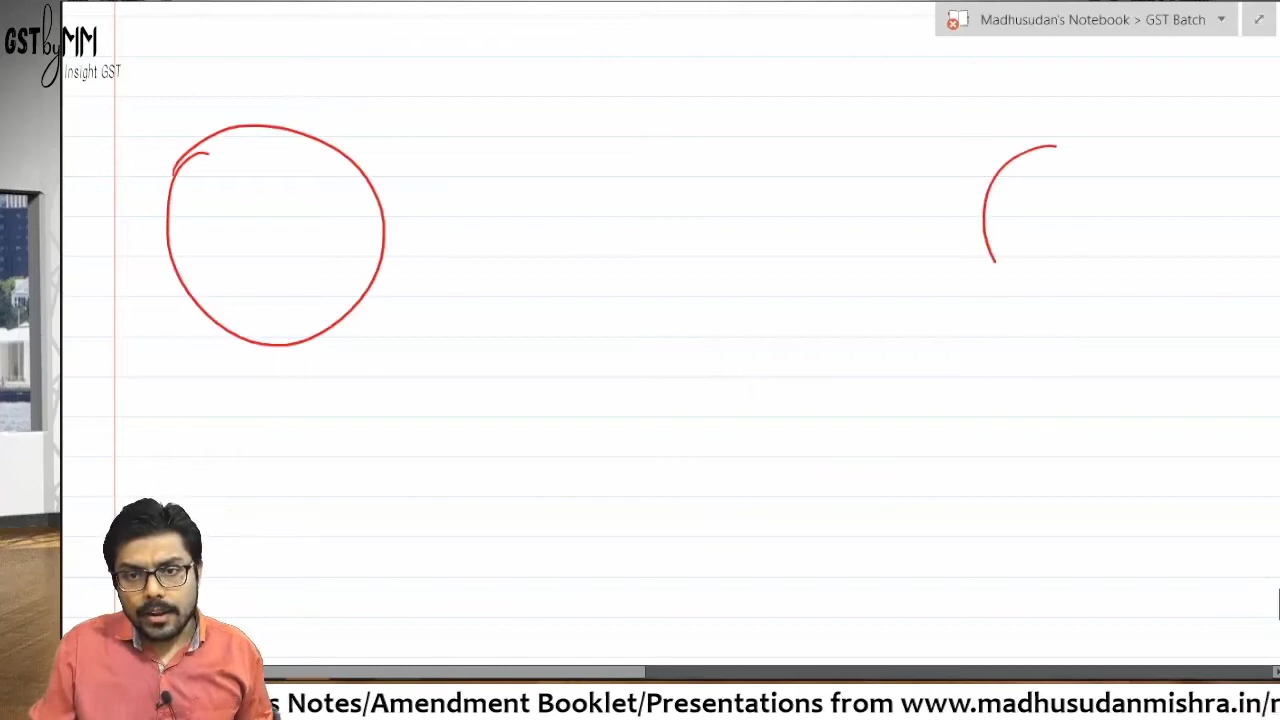 GST by MM
Insight GST
Madhusudan's Notebook > GST Batch
s Notes/Amendment Booklet/Presentations from www.madhusudanmishra.in/